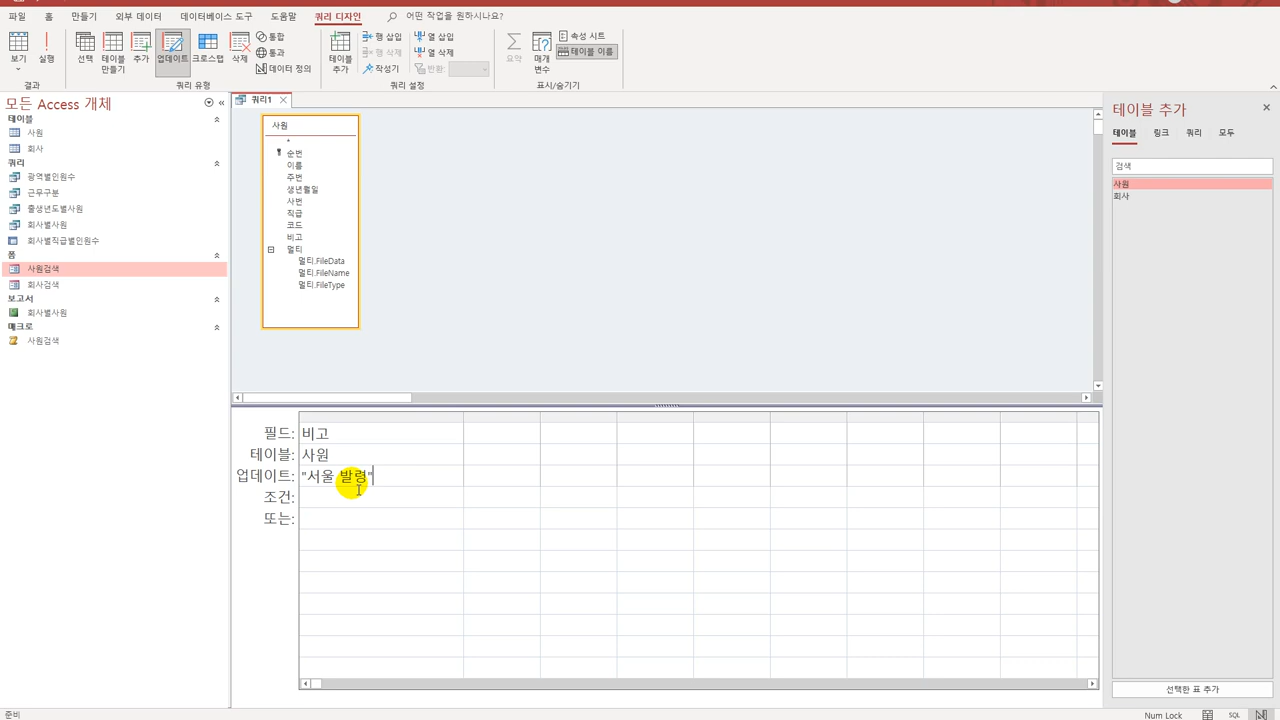 파일 홈 만들기 외부 데이터 데이터베이스 도구 도움말 쿼리 디자인 어떤 작업을 원하시나요?
보기 실행 선택 테이블 만들기 추가 업데이트 크로스탭 삭제 통합 통과 데이터 정의 테이블 추가 행 삽입 행 삭제 작성기 열 삽입 열 삭제 반환: 요약 매개 변수 속성 시트 테이블 이름
결과 쿼리 유형 쿼리 설정 표시/숨기기
모든 Access 개체
테이블
사원
회사
쿼리
광역별인원수
근무구분
출생년도별사원
회사별사원
회사별직급별인원수
폼
사원검색
회사검색
보고서
회사별사원
매크로
사원검색
쿼리1
사원
*
순번
이름
주번
생년월일
사번
직급
코드
비고
멀티
멀티.FileData
멀티.FileName
멀티.FileType
필드: 비고
테이블: 사원
업데이트: "서울 발령"
조건:
또는:
테이블 추가
테이블 링크 쿼리 모두
검색
사원
회사
선택한 표 추가
준비
Num Lock
SQL